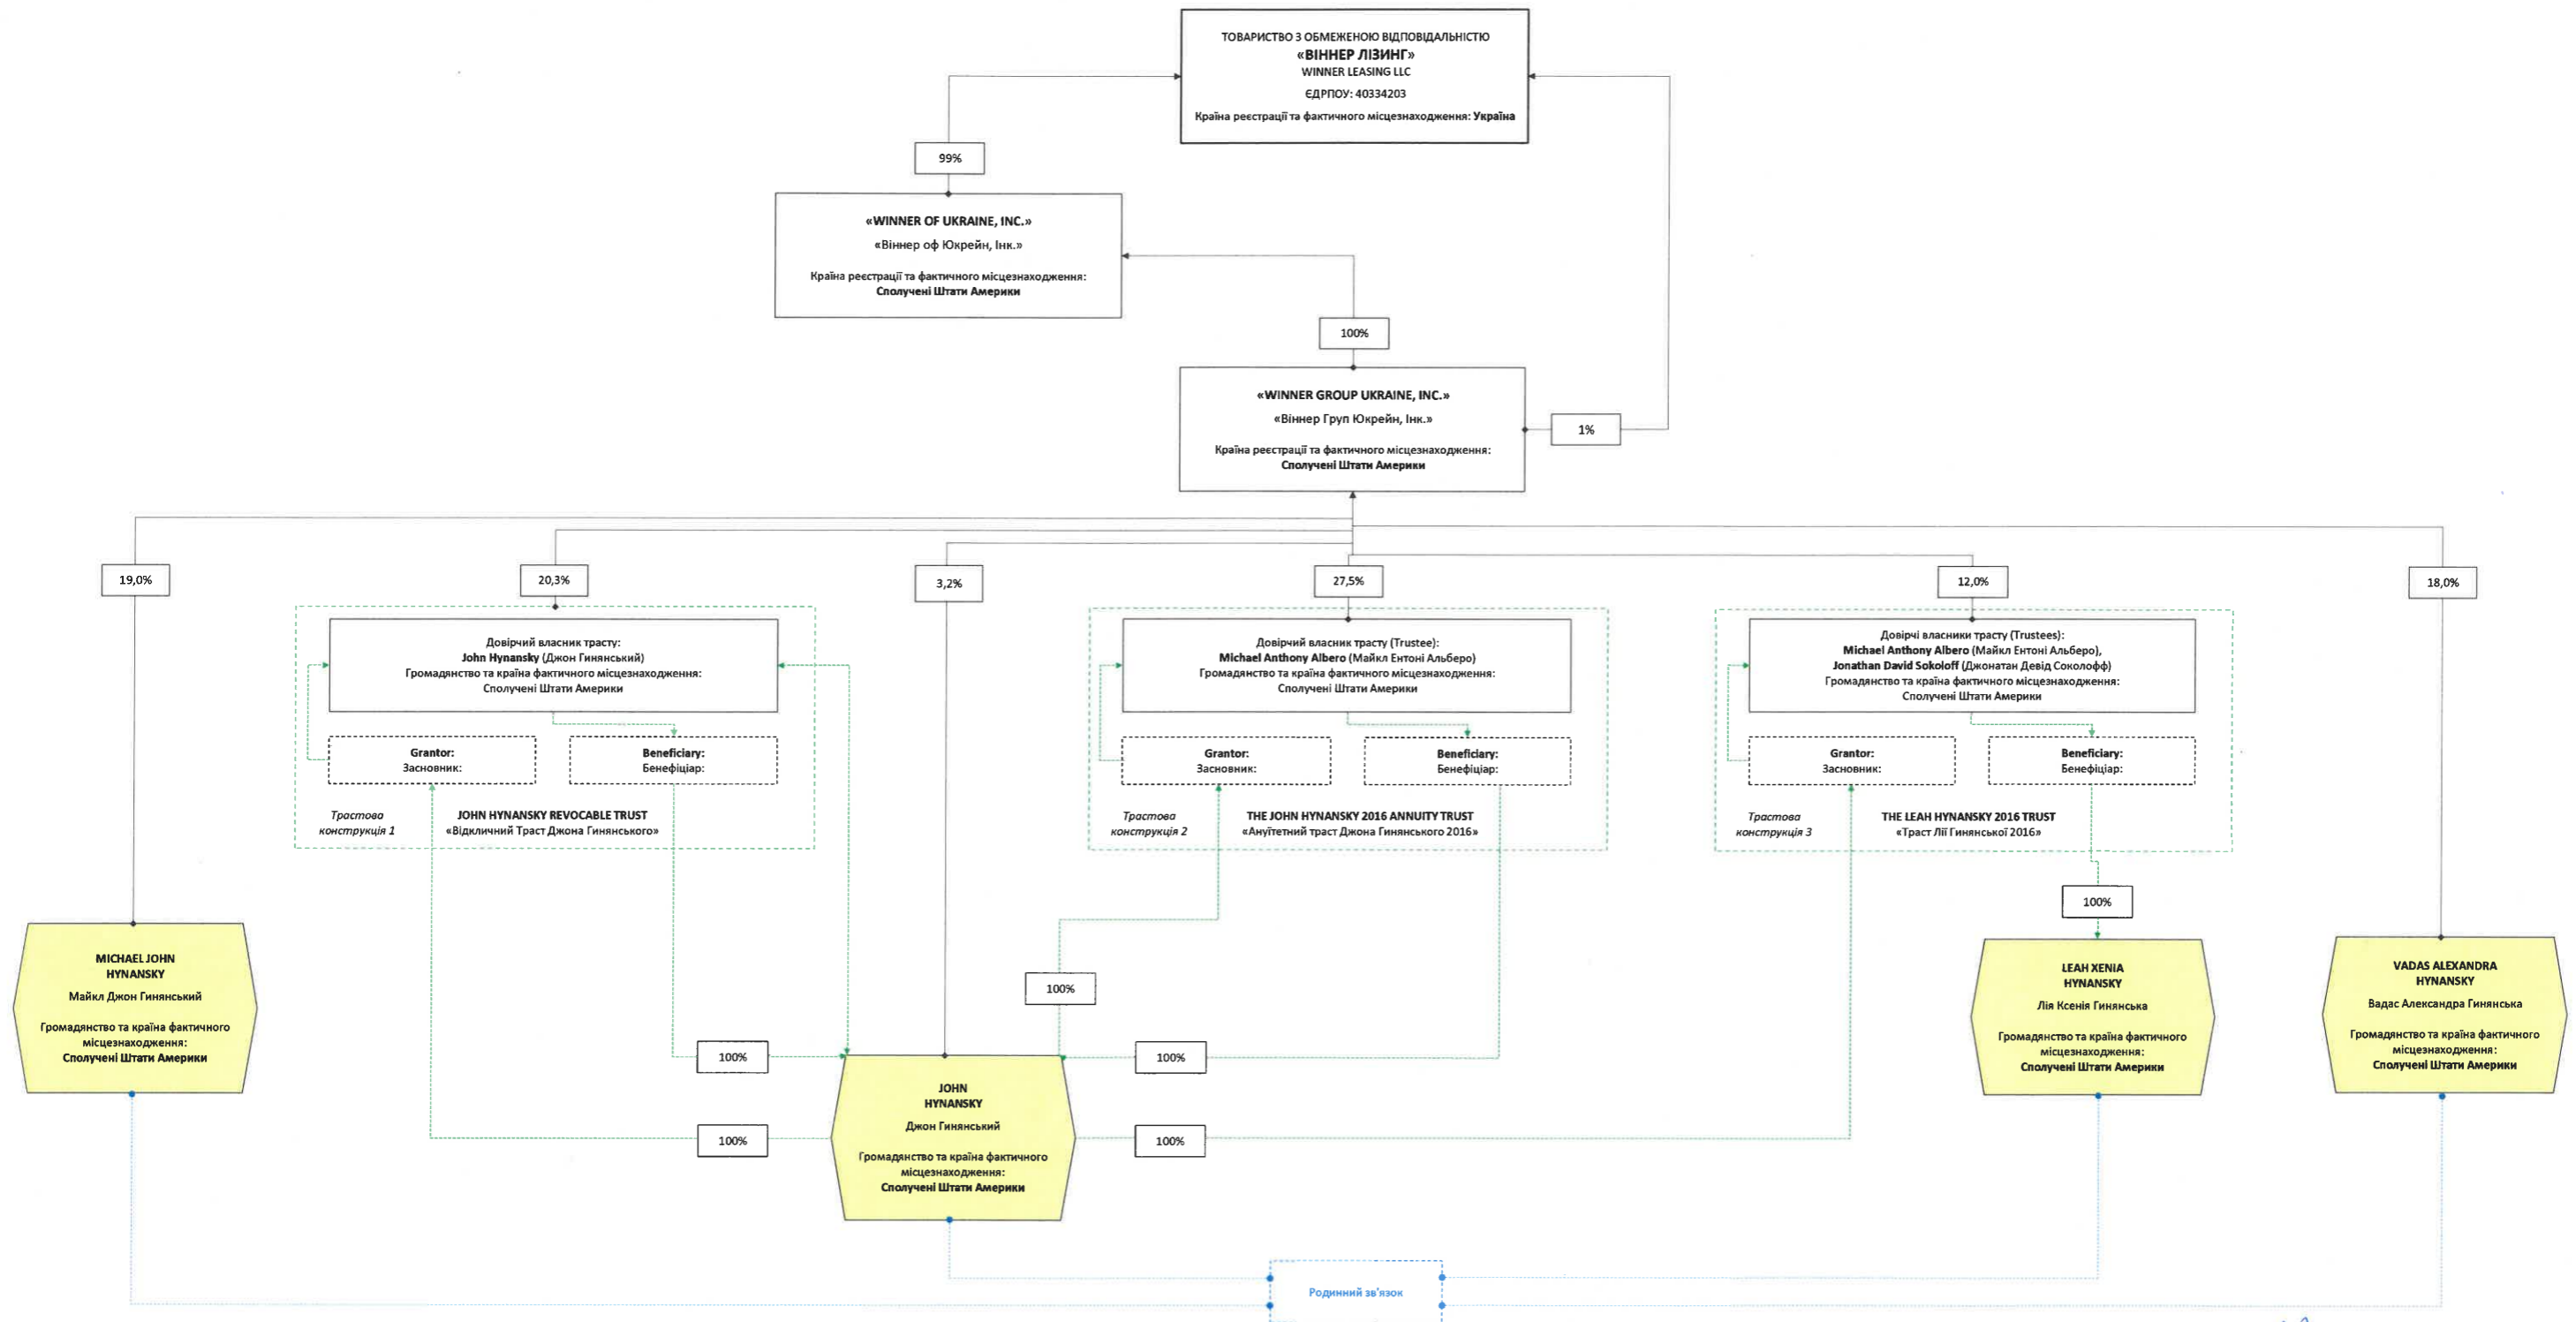 ТОВАРИСТВО З ОБМЕЖЕНОЮ ВІДПОВІДАЛЬНІСТЮ
«ВІННЕР ЛІЗИНГ»
WINNER LEASING LLC
ЄДРПОУ: 40334203
Країна реєстрації та фактичного місцезнаходження: Україна
99%
«WINNER OF UKRAINE, INC.»
«Віннер оф Юкрейн, Інк.»
Країна реєстрації та фактичного місцезнаходження:
Сполучені Штати Америки
100%
«WINNER GROUP UKRAINE, INC.»
«Віннер Груп Юкрейн, Інк.»
Країна реєстрації та фактичного місцезнаходження:
Сполучені Штати Америки
1%
19,0%
20,3%
3,2%
27,5%
12,0%
18,0%
Довірчий власник трасту:
John Hynansky (Джон Гинянський)
Громадянство та країна фактичного місцезнаходження:
Сполучені Штати Америки
Grantor:
Засновник:
Beneficiary:
Бенефіціар:
Трастова
конструкція 1
JOHN HYNANSKY REVOCABLE TRUST
«Відкличний Траст Джона Гинянського»
Довірчий власник трасту (Trustee):
Michael Anthony Albero (Майкл Ентоні Альберо)
Громадянство та країна фактичного місцезнаходження:
Сполучені Штати Америки
Grantor:
Засновник:
Beneficiary:
Бенефіціар:
Трастова
конструкція 2
THE JOHN HYNANSKY 2016 ANNUITY TRUST
«Ануїтетний траст Джона Гинянського 2016»
Довірчі власники трасту (Trustees):
Michael Anthony Albero (Майкл Ентоні Альберо),
Jonathan David Sokoloff (Джонатан Девід Соколофф)
Громадянство та країна фактичного місцезнаходження:
Сполучені Штати Америки
Grantor:
Засновник:
Beneficiary:
Бенефіціар:
Трастова
конструкція 3
THE LEAH HYNANSKY 2016 TRUST
«Траст Лії Гинянської 2016»
100%
MICHAEL JOHN
HYNANSKY
Майкл Джон Гинянський
Громадянство та країна фактичного
місцезнаходження:
Сполучені Штати Америки
100%
100%
100%
100%
100%
JOHN
HYNANSKY
Джон Гинянський
Громадянство та країна фактичного
місцезнаходження:
Сполучені Штати Америки
LEAH XENIA
HYNANSKY
Лія Ксенія Гинянська
Громадянство та країна фактичного
місцезнаходження:
Сполучені Штати Америки
VADAS ALEXANDRA
HYNANSKY
Вадас Александра Гинянська
Громадянство та країна фактичного
місцезнаходження:
Сполучені Штати Америки
Родинний зв'язок